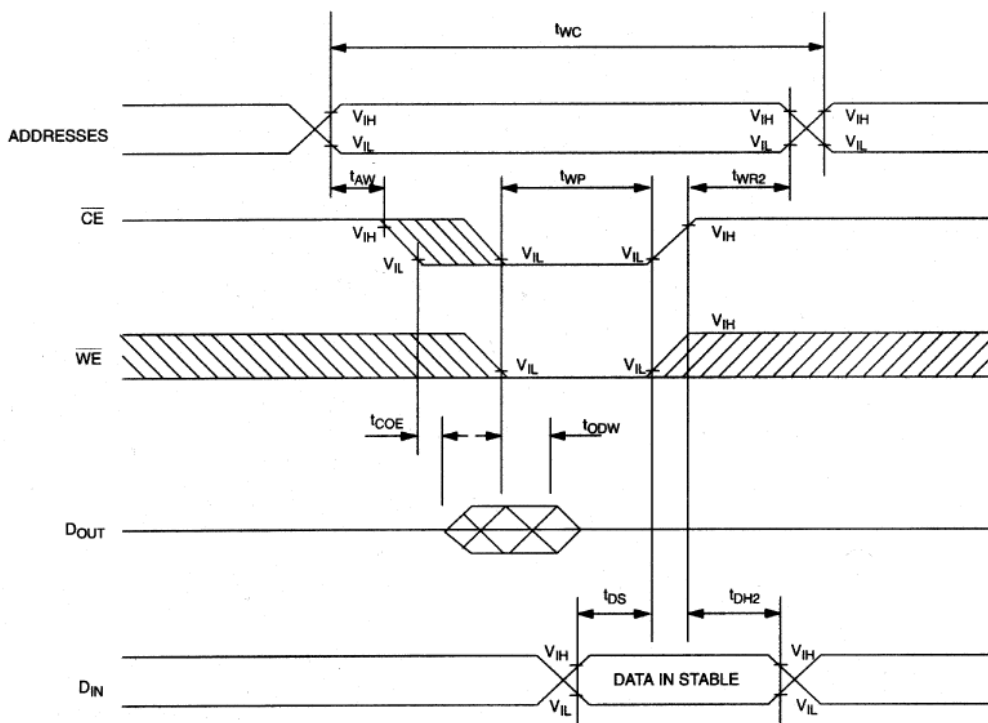 tWC
ADDRESSES
VIH
VIL
VIH
VIL
VIH
VIL
tAW
tWP
tWR2
CE
VIH
VIL
VIL
VIL
VIH
WE
VIL
VIL
VIH
tCOE
tODW
DOUT
tDS
tDH2
DIN
VIH
VIL
DATA IN STABLE
VIH
VIL